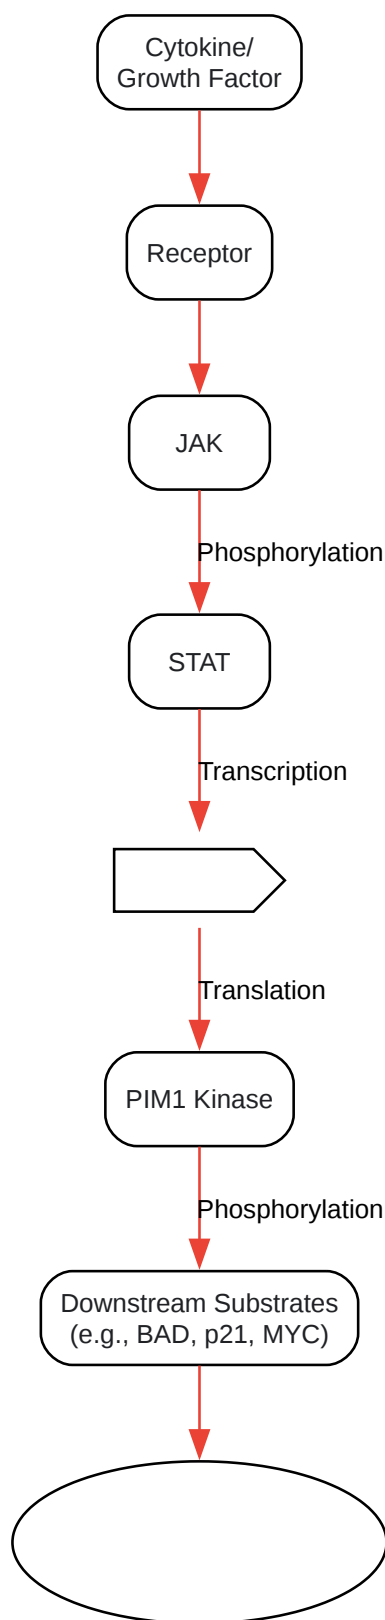 Cytokine/
Growth Factor
Receptor
JAK
Phosphorylation
STAT
Transcription
Translation
PIM1 Kinase
Phosphorylation
Downstream Substrates
(e.g., BAD, p21, MYC)